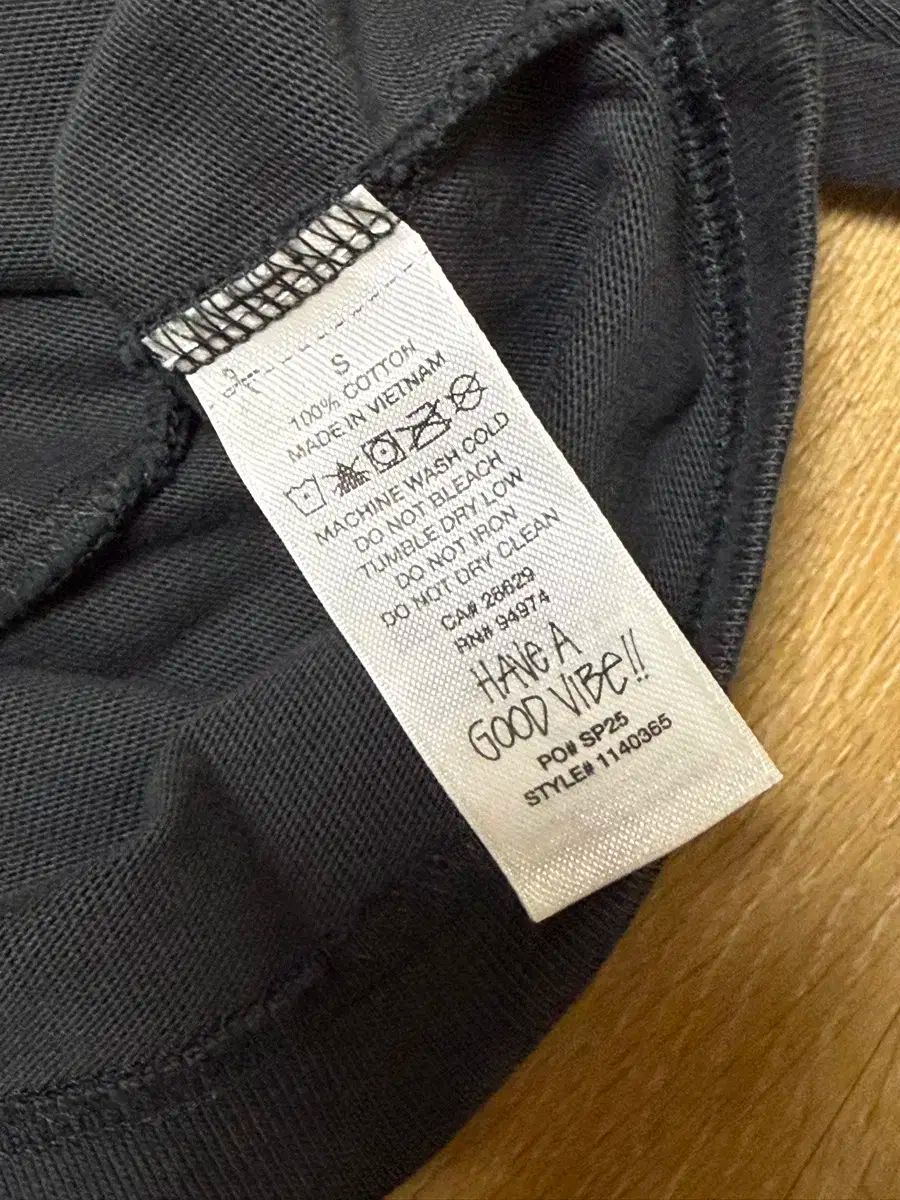 S
100% COTTON
MADE IN VIETNAM
MACHINE WASH COLD
DO NOT BLEACH
TUMBLE DRY LOW
DO NOT IRON
DO NOT DRY CLEAN
CA# 28629
RN# 94974
HAVE A
GOOD VIBE!!
PO# SP25
STYLE# 1140365